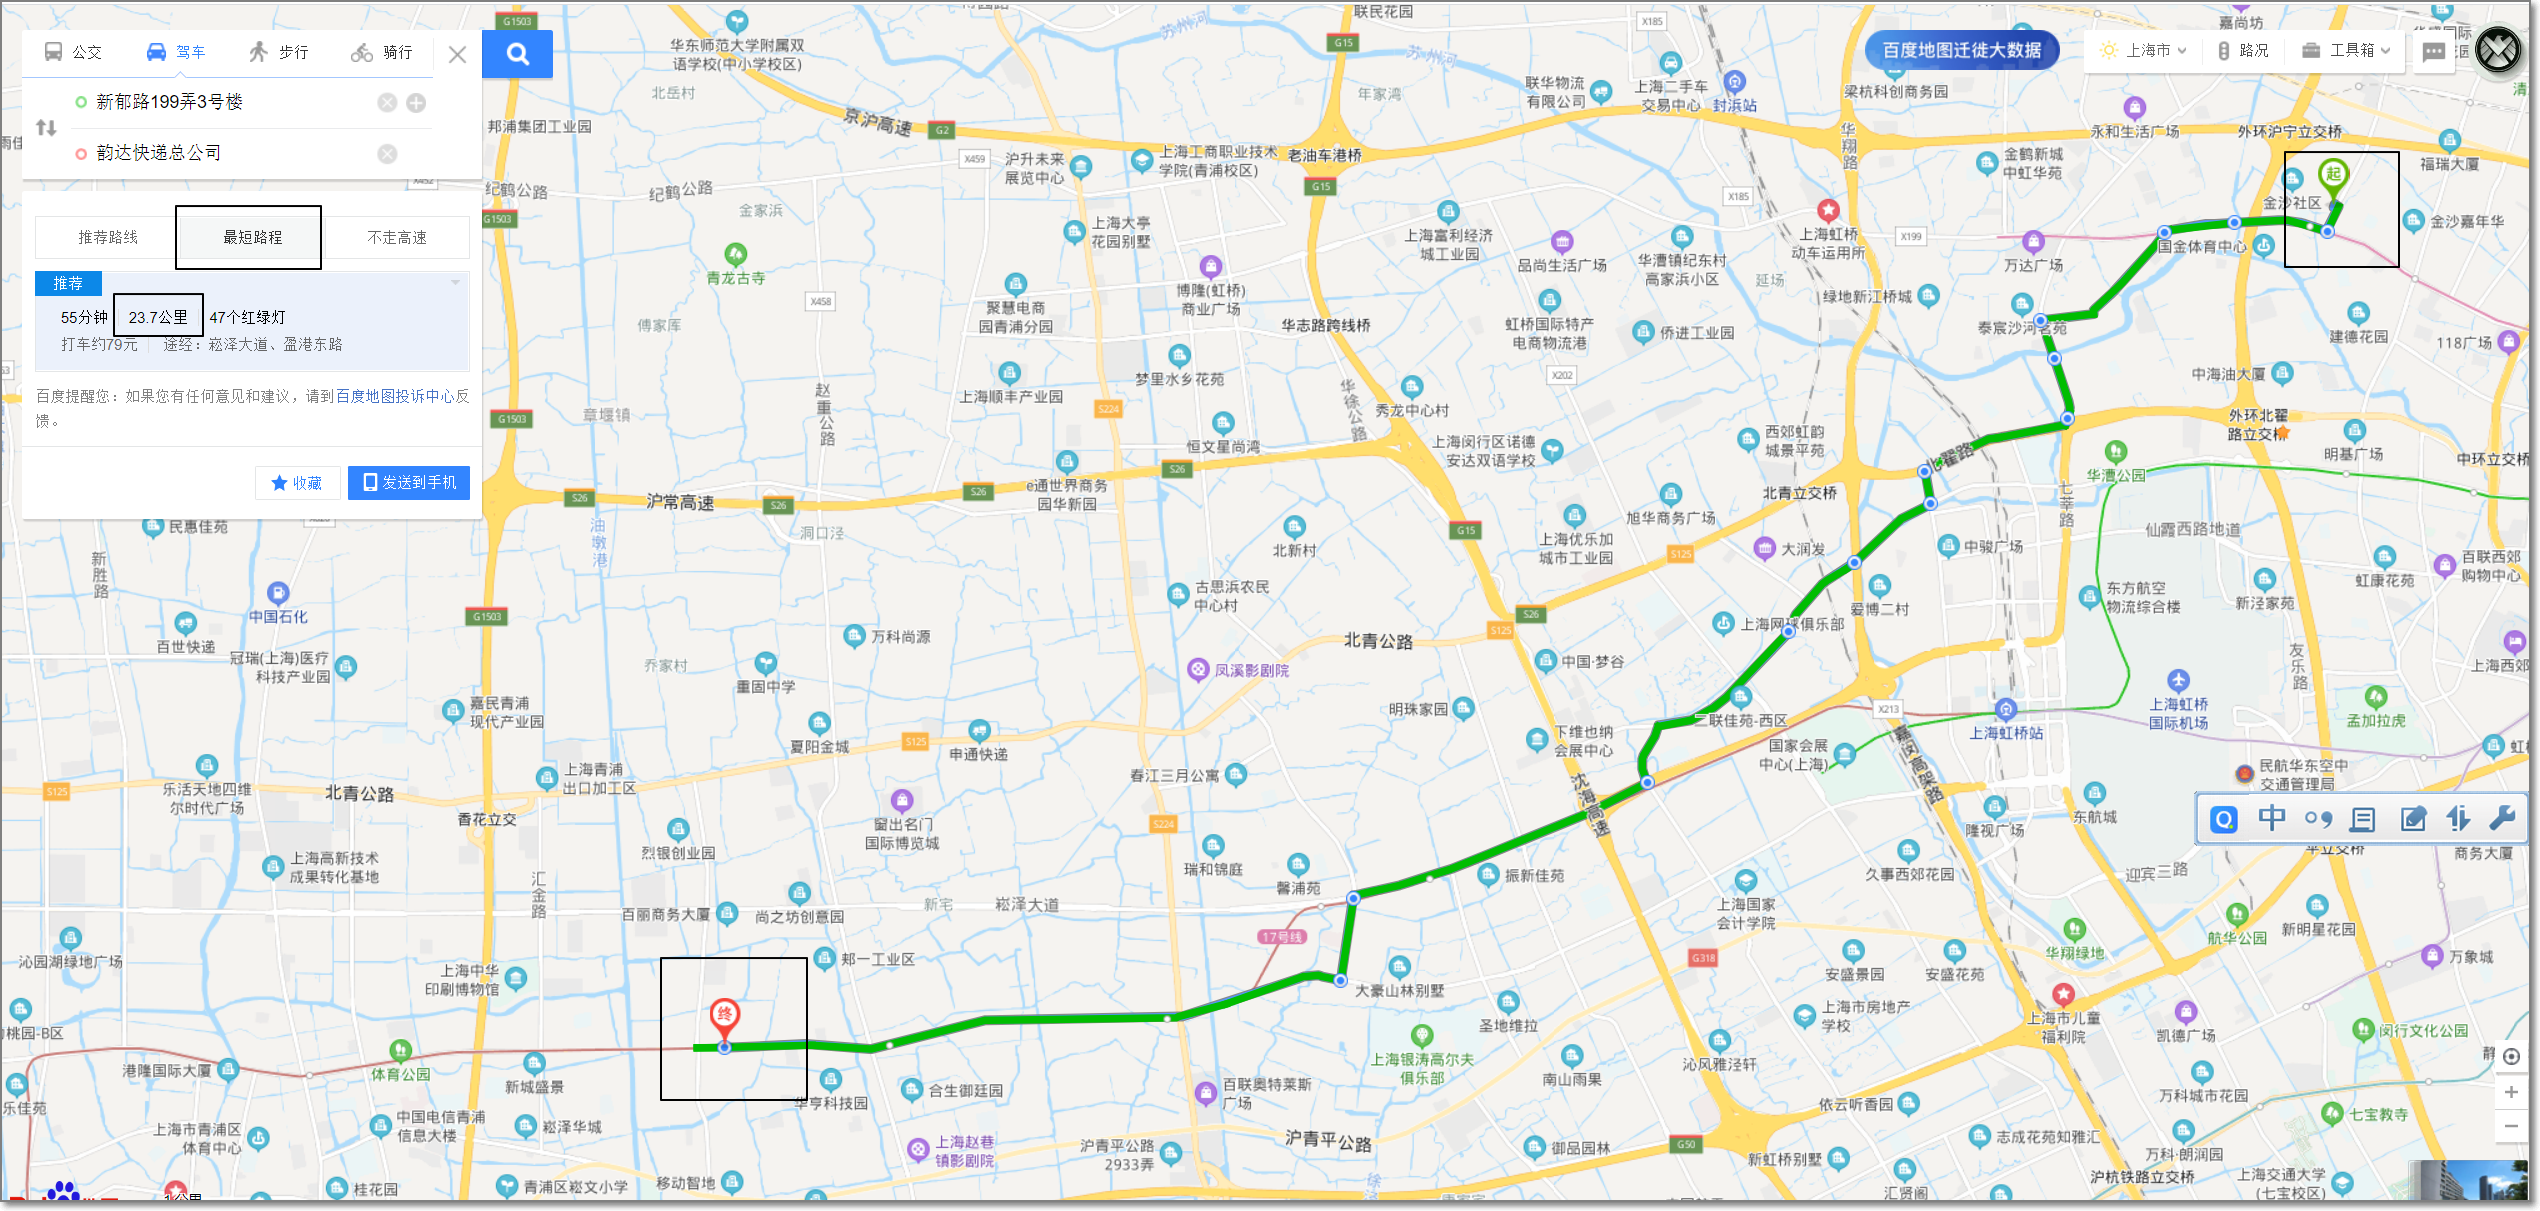 公交
驾车
步行
骑行
新郁路199弄3号楼
韵达快递总公司
推荐路线
最短路程
不走高速
推荐
55分钟
23.7公里
47个红绿灯
打车约79元
途经：崧泽大道、盈港东路
百度提醒您：如果您有任何意见和建议，请到百度地图投诉中心反
馈。
收藏
发送到手机
百度地图迁徙大数据
上海市
路况
工具箱
G1503
华东师范大学附属双
语学校(中小学校区)
北岳村
邦浦集团工业园
京沪高速
G2
G15
联民花园
苏州河
苏州河
年家湾
X185
联华物流
有限公司
上海二手车
交易中心
封浜站
梁杭科创商务园
嘉尚坊
永和生活广场
外环沪宁立交桥
福瑞大厦
金鹤新城
中虹华苑
华翔路
X459
沪升未来
展览中心
上海工商职业技术
学院(青浦校区)
老油车港桥
G15
X185
纪鹤公路
纪鹤公路
G1503
金家浜
青龙古寺
上海大亭
花园别墅
博隆(虹桥)
商业广场
上海富利经济
城工业园
品尚生活广场
华漕镇纪东村
高家浜小区
上海虹桥
动车运用所
X199
延场
万达广场
国金体育中心
起
金沙社区
金沙嘉年华
绿地新江桥城
泰宸沙河茗苑
建德花园
118广场
X458
傅家厍
聚慧电商
园青浦分园
华志路跨线桥
虹桥国际特产
电商物流港
侨进工业园
X202
梦里水乡花苑
上海顺丰产业园
章堰镇
赵重公路
S224
G1503
恒文星尚湾
华徐公路
秀龙中心村
上海闵行区诺德
安达双语学校
西郊虹韵
城景平苑
北翟路
中海油大厦
外环北翟
路立交桥
明基广场
中环立交桥
华漕公园
S26
沪常高速
S26
S26
S26
e通世界商务
园华新园
洞口泾
油墩港
民惠佳苑
新胜路
北青立交桥
旭华商务广场
G15
上海优乐加
城市工业园
S125
大润发
中骏广场
七莘路
仙霞西路地道
东方航空
物流综合楼
新泾家苑
虹康花苑
百联西郊
购物中心
北新村
古思浜农民
中心村
爱博二村
上海网球俱乐部
S26
S125
G1503
中国石化
百世快递
冠瑞(上海)医疗
科技产业园
万科尚源
乔家村
重固中学
北青公路
凤溪影剧院
中国·梦谷
明珠家园
三联佳苑-西区
下维也纳
会展中心
国家会展
中心(上海)
X213
上海虹桥站
上海虹桥
国际机场
友乐路
孟加拉虎
民航华东空中
交通管理局
嘉闵高架路
嘉民青浦
现代产业园
夏阳金城
S125
申通快递
春江三月公寓
沈海高速
乐活天地四维
尔时代广场
S125
北青公路
上海青浦
出口加工区
香花立交
窗出名门
国际博览城
S224
瑞和锦庭
馨浦苑
振新佳苑
隆视广场
东航城
中
商务大厦
久事西郊花园
迎宾三路
上海国家
会计学院
烈银创业园
上海高新技术
成果转化基地
汇金路
百丽商务大厦
尚之坊创意园
新宅
崧泽大道
17号线
沁园湖绿地广场
上海中华
印刷博物馆
郏一工业区
终
大豪山林别墅
G318
安盛景园
安盛花苑
华翔绿地
航华公园
新明星花园
万象城
圣地维拉
上海市房地产
学校
上海市儿童
福利院
凯德广场
闵行文化公园
上海银涛高尔夫
俱乐部
南山雨果
沁风雅泾轩
港隆国际大厦
体育公园
新城盛景
华亨科技园
合生御廷园
百联奥特莱斯
广场
依云听香园
万科城市花园
七宝教寺
上海市青浦区
体育中心
中国电信青浦
信息大楼
崧泽华城
上海赵巷
镇影剧院
沪青平公路
2933弄
沪青平公路
御品园林
G50
新虹桥别墅
志成花苑知雅汇
万科·朗润园
沪杭铁路立交桥
上海交通大学
(七宝校区)
桂花园
青浦区崧文小学
移动智地
汇贤阁
1公里